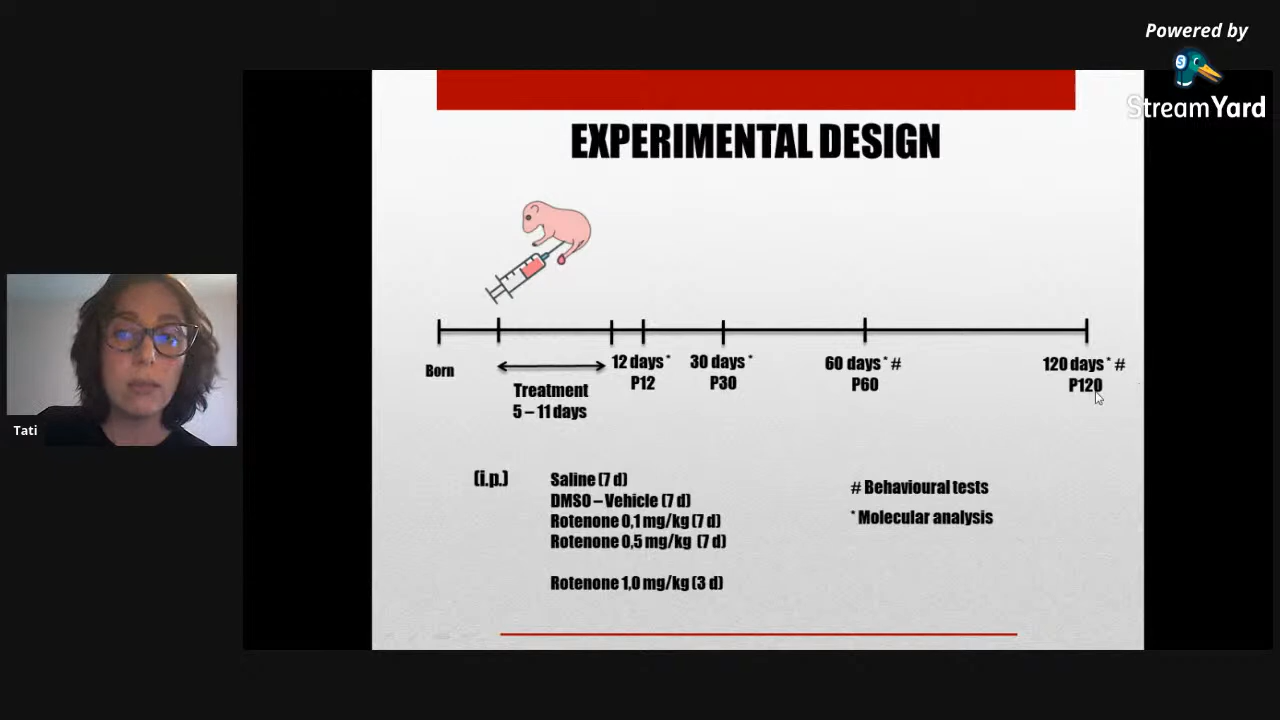 Powered by
StreamYard
EXPERIMENTAL DESIGN
Born
Treatment
5 – 11 days
12 days *
P12
30 days *
P30
60 days * #
P60
120 days * #
P120
(i.p.)
Saline (7 d)
DMSO – Vehicle (7 d)
Rotenone 0,1 mg/kg (7 d)
Rotenone 0,5 mg/kg (7 d)
Rotenone 1,0 mg/kg (3 d)
# Behavioural tests
* Molecular analysis
Tati